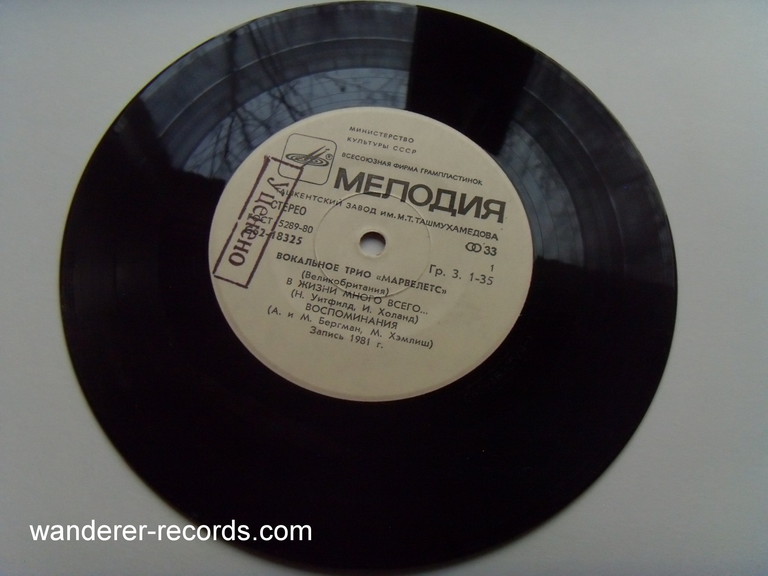 МИНИСТЕРСТВО
КУЛЬТУРЫ СССР
ВСЕСОЮЗНАЯ ФИРМА ГРАМПЛАСТИНОК
МЕЛОДИЯ
ТАШКЕНТСКИЙ ЗАВОД ИМ. М.Т. ТАШМУХАМЕДОВА
СТЕРЕО
33
5289-80
1
62-18325
Гр. 3. 1-35
Уценено
ВОКАЛЬНОЕ ТРИО «МАРВЕЛЕТС»
(Великобритания)
В ЖИЗНИ МНОГО ВСЕГО...
(Н. Уитфилд, И. Холанд)
ВОСПОМИНАНИЯ
(А. и М. Бергман, М. Хэмлиш)
Запись 1981 г.
wanderer-records.com